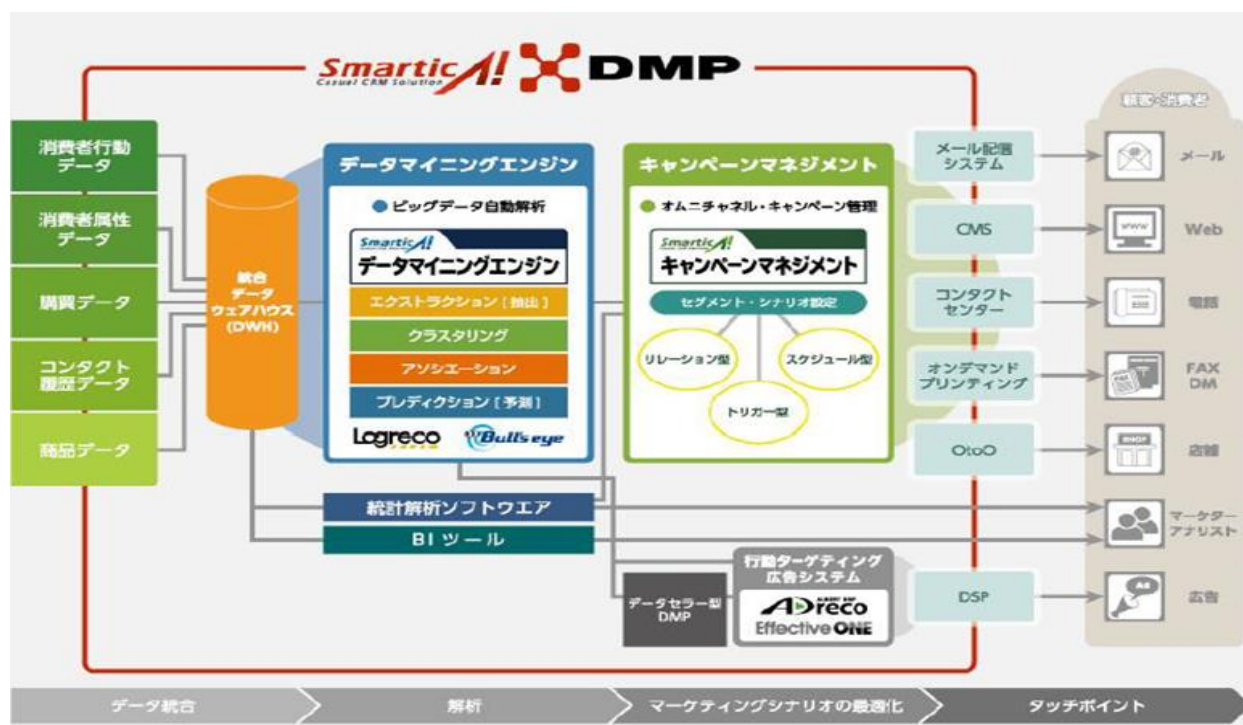 Smartic A!
Casual CRM Solution
DMP
顧客・消費者
消費者行動
データ
消費者属性
データ
購買データ
コンタクト
履歴データ
商品データ
統合
データ
ウェアハウス
(DWH)
データマイニングエンジン
ビッグデータ自動解析
Smartic A!
データマイニングエンジン
エクストラクション [ 抽出 ]
クラスタリング
アソシエーション
プレディクション [ 予測 ]
Logreco
Bull's eye
統計解析ソフトウエア
BI ツール
キャンペーンマネジメント
オムニチャネル・キャンペーン管理
Smartic A!
キャンペーンマネジメント
セグメント・シナリオ設定
リレーション型
スケジュール型
トリガー型
データセラー型
DMP
行動ターゲティング
広告システム
ADreco
Effective ONE
メール配信
システム
CMS
コンタクト
センター
オンデマンド
プリンティング
OtoO
DSP
メール
WWW
Web
電話
FAX
FAX
DM
SHOP
店舗
マーケター
アナリスト
Ad
広告
データ統合
解析
マーケティングシナリオの最適化
タッチポイント